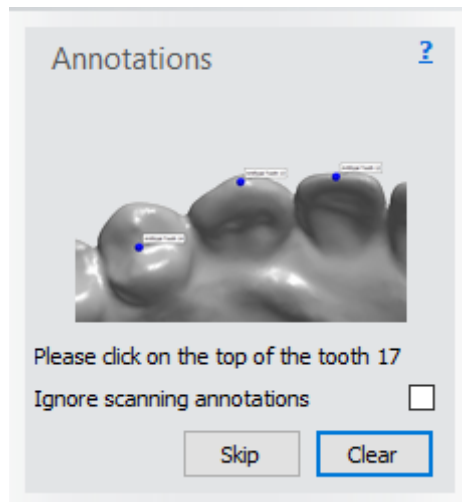 Annotations
?
Please click on the top of the tooth 17
Ignore scanning annotations
Skip
Clear